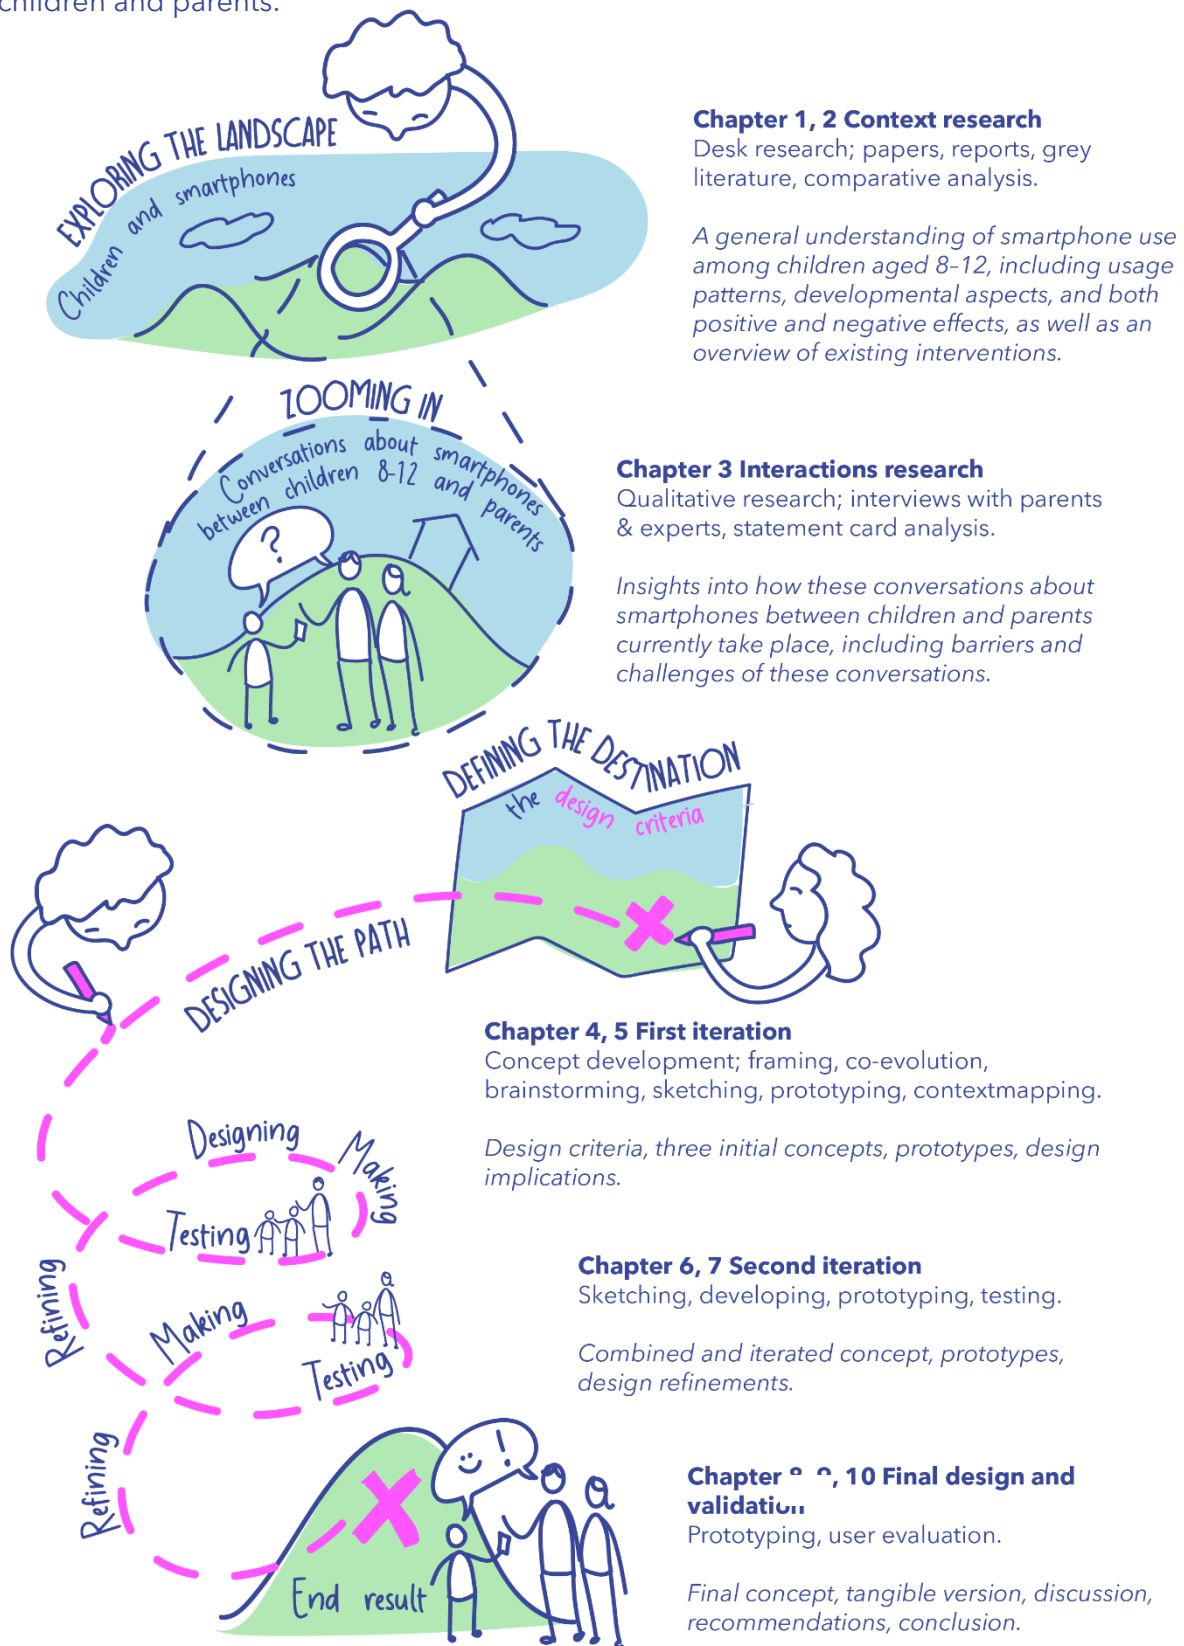 children and parents.
EXPLORING THE LANDSCAPE
Children and smartphones
Chapter 1, 2 Context research
Desk research; papers, reports, grey
literature, comparative analysis.
A general understanding of smartphone use
among children aged 8–12, including usage
patterns, developmental aspects, and both
positive and negative effects, as well as an
overview of existing interventions.
ZOOMING IN
Conversations about smartphones
between children 8-12 and parents
?
Chapter 3 Interactions research
Qualitative research; interviews with parents
& experts, statement card analysis.
Insights into how these conversations about
smartphones between children and parents
currently take place, including barriers and
challenges of these conversations.
DEFINING THE DESTINATION
the design criteria
DESIGNING THE PATH
Chapter 4, 5 First iteration
Concept development; framing, co-evolution,
brainstorming, sketching, prototyping, contextmapping.
Design criteria, three initial concepts, prototypes, design
implications.
Designing
Making
Testing
Refining
Chapter 6, 7 Second iteration
Sketching, developing, prototyping, testing.
Combined and iterated concept, prototypes,
design refinements.
Making
Testing
Refining
!
End result
Chapter , 10 Final design and
validation
Prototyping, user evaluation.
Final concept, tangible version, discussion,
recommendations, conclusion.